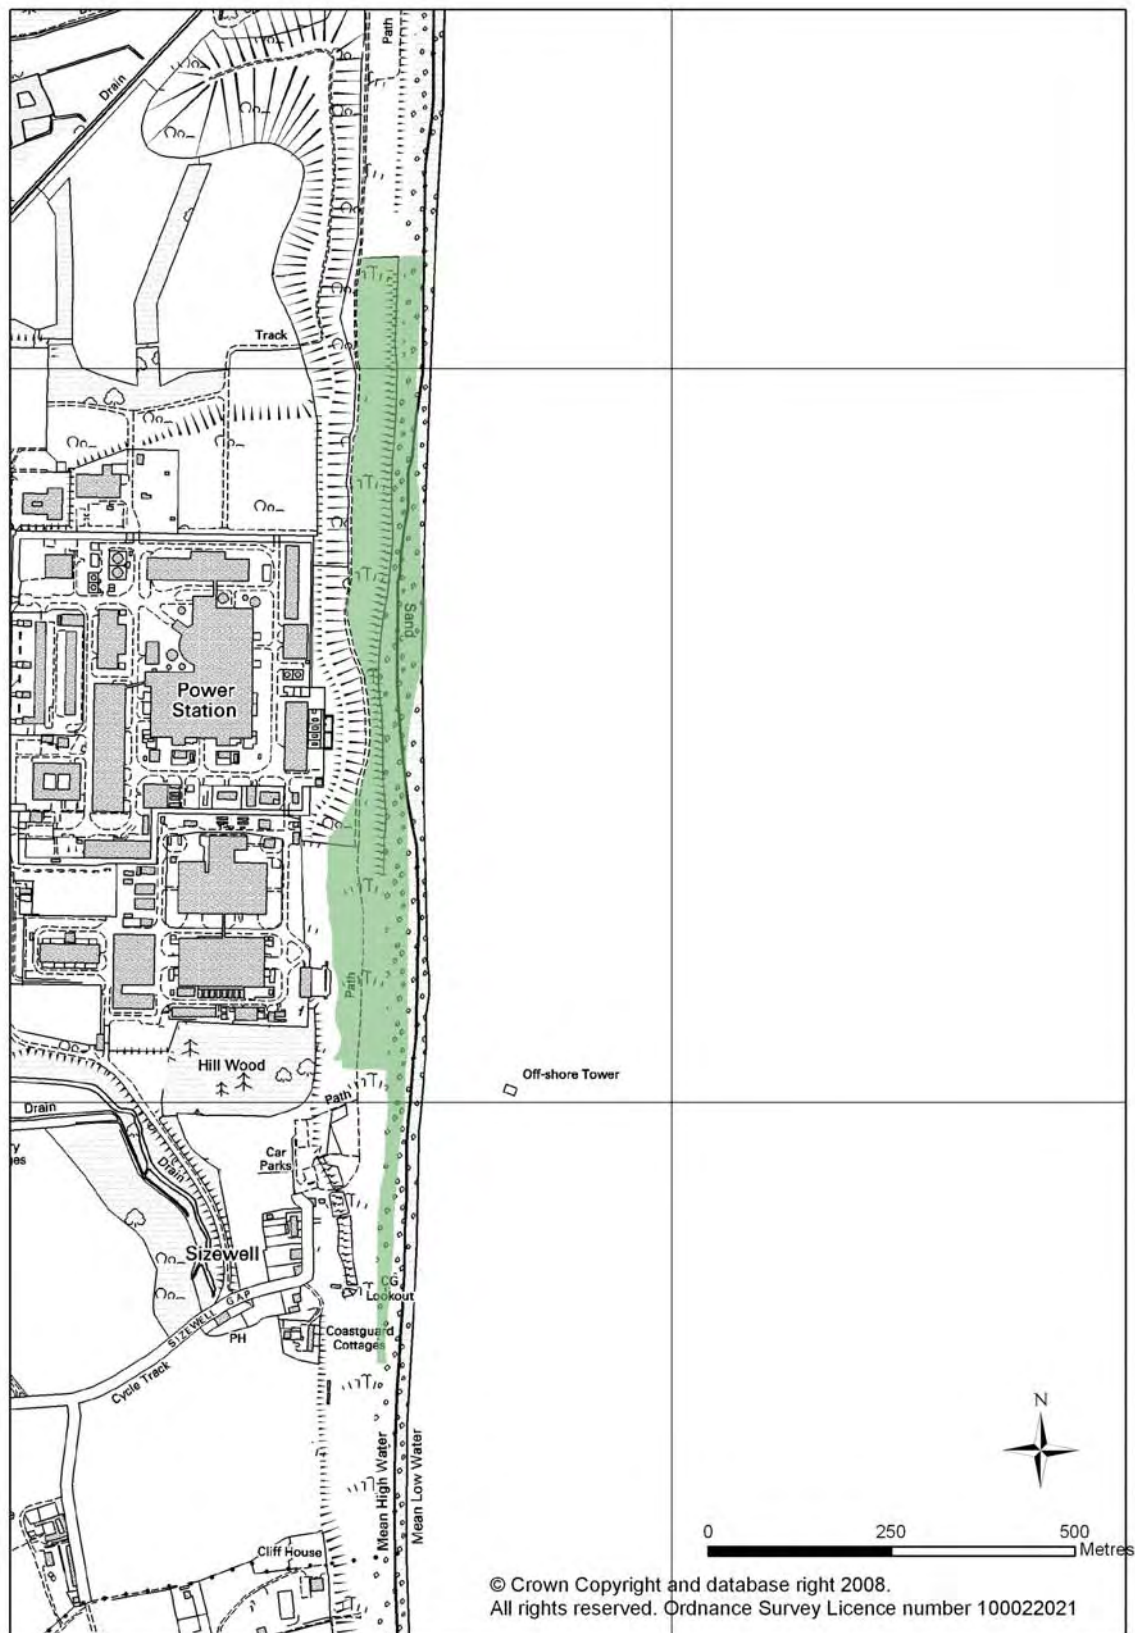 Path
Drain
Track
Sand
Power
Station
Path
Hill Wood
Off-shore Tower
Path
Drain
Car
Parks
Drain
Sizewell
SIZEWELL GAP
CG
Lookout
PH
Coastguard
Cottages
Cycle Track
Mean High Water
Mean Low Water
N
0 250 500
Metres
Cliff House
© Crown Copyright and database right 2008.
All rights reserved. Ordnance Survey Licence number 100022021